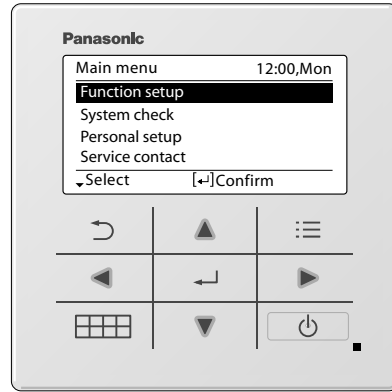 Panasonic
Main menu 12:00,Mon
Function setup
System check
Personal setup
Service contact
Select [↵]Confirm